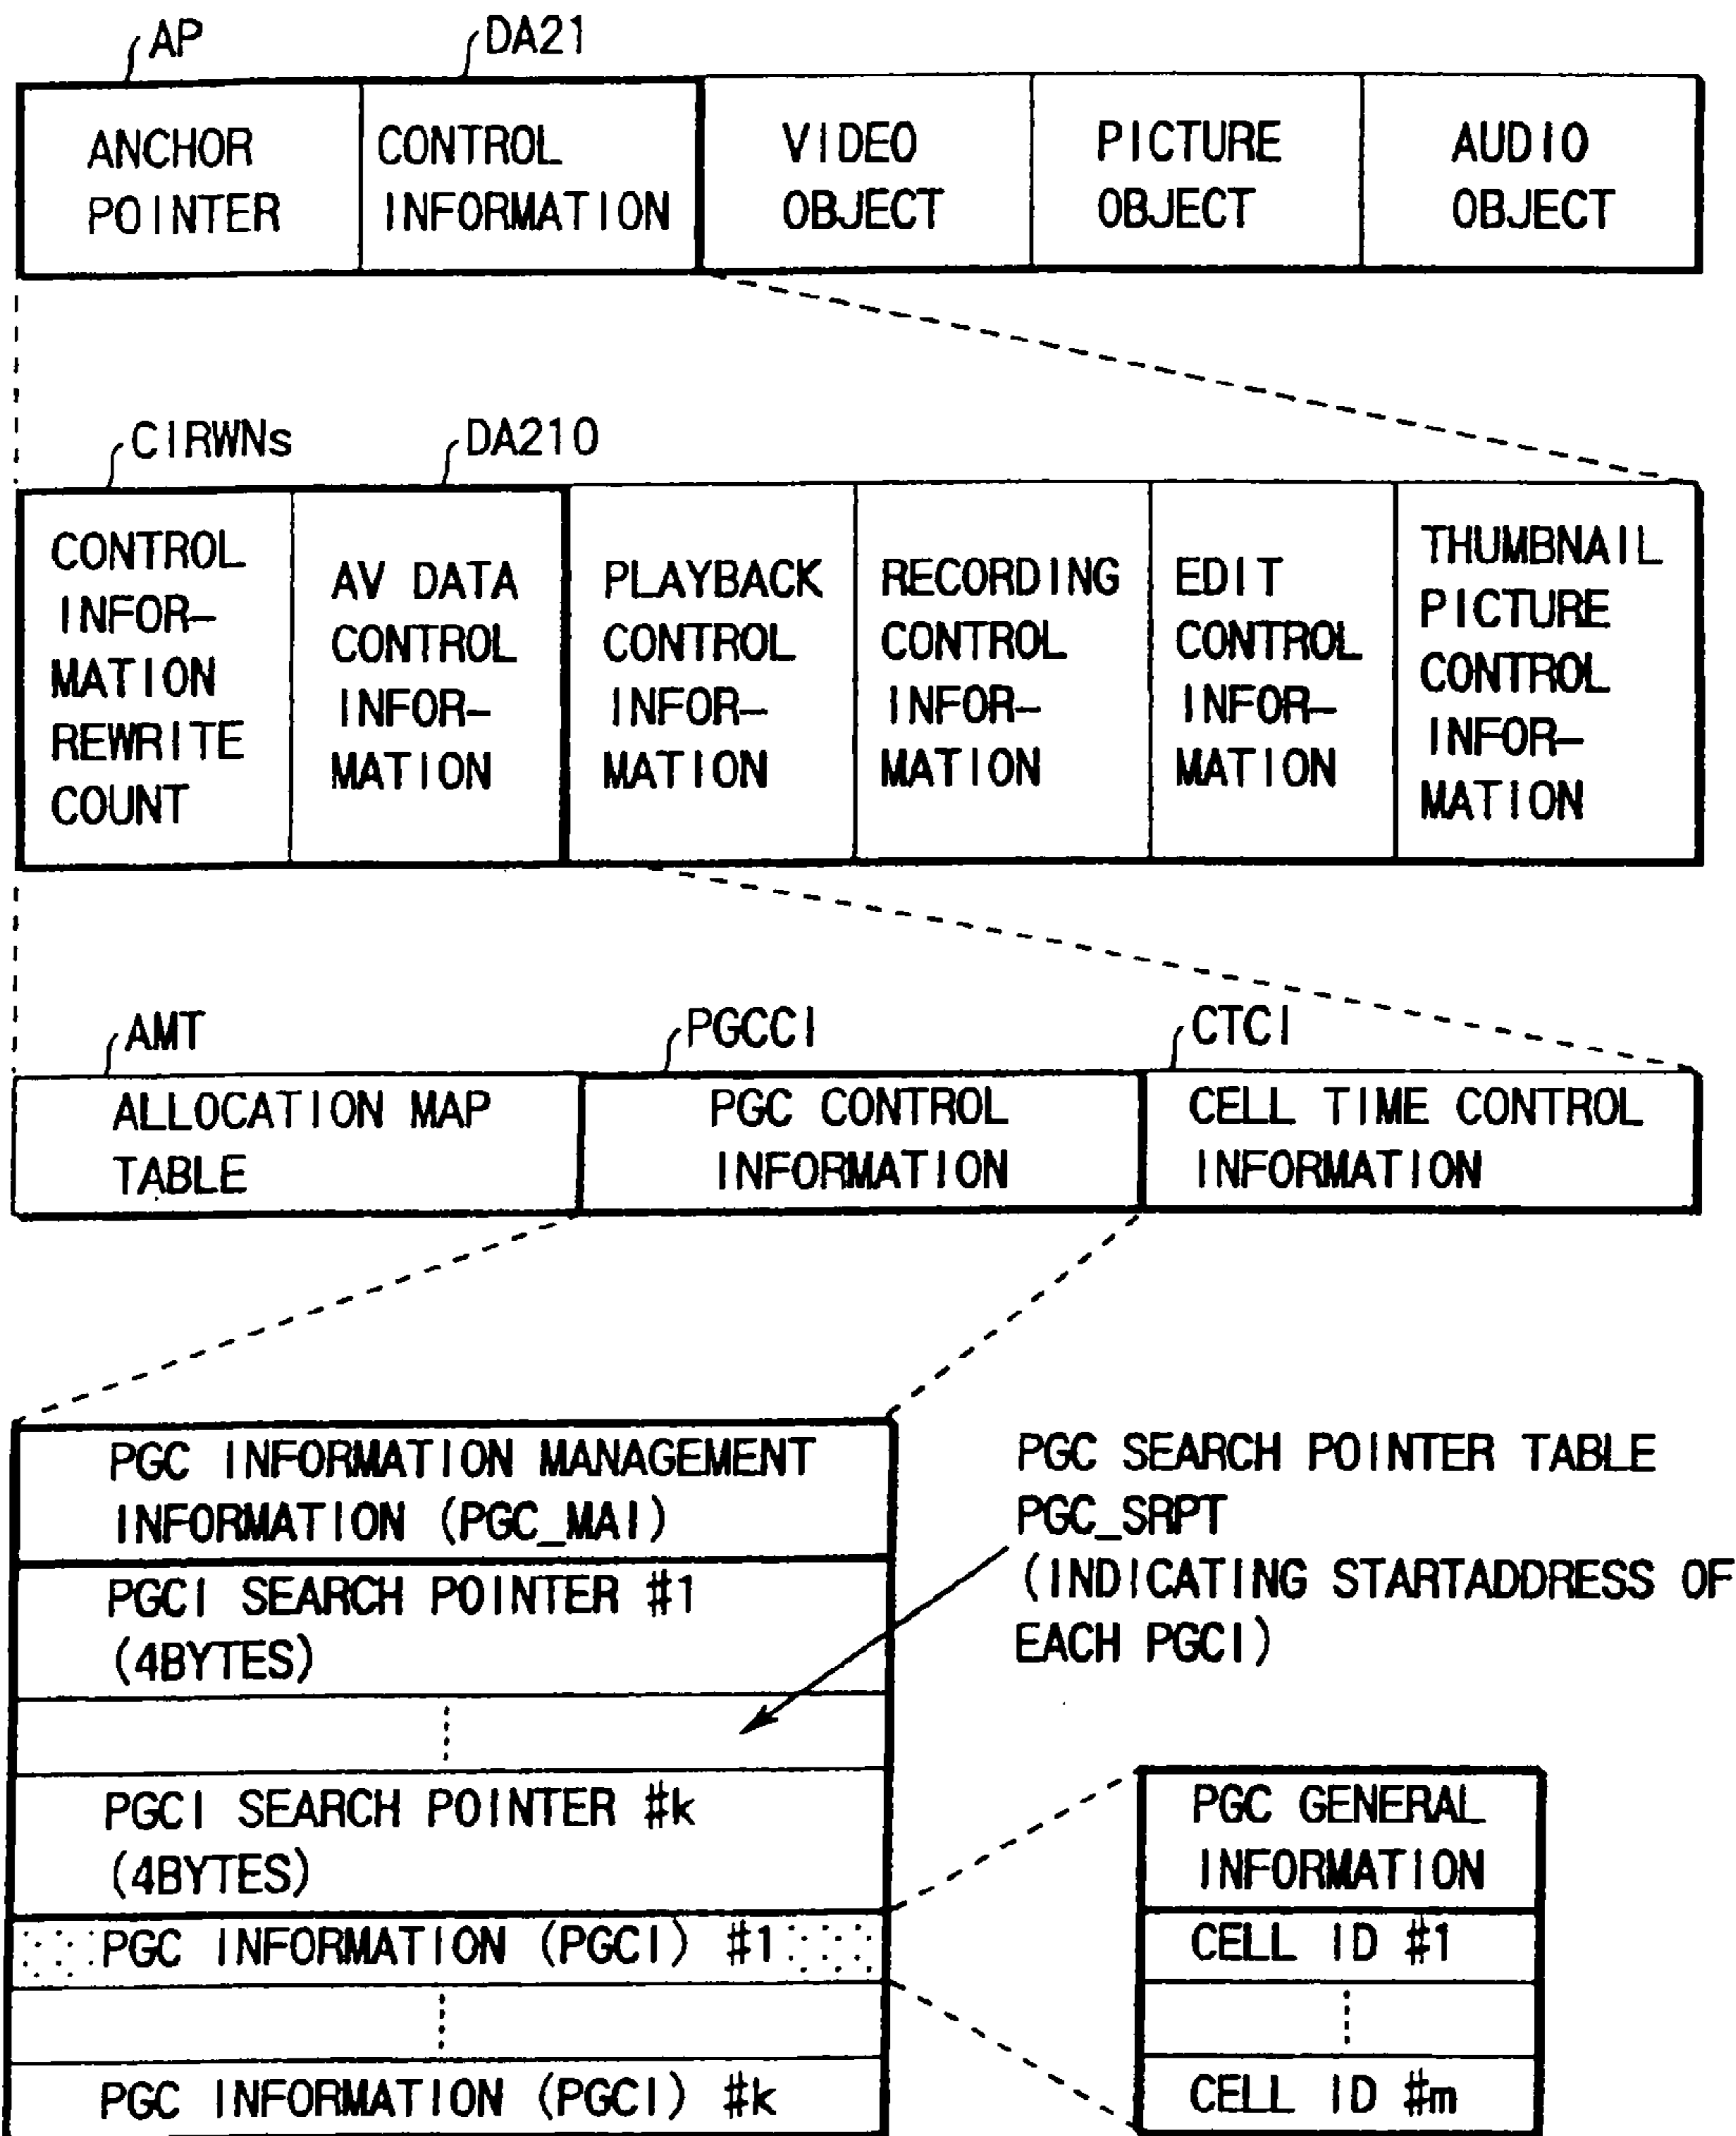 AP
DA21
ANCHOR
POINTER
CONTROL
INFORMATION
VIDEO
OBJECT
PICTURE
OBJECT
AUDIO
OBJECT
CIRWNs
DA210
CONTROL
INFOR-
MATION
REWRITE
COUNT
AV DATA
CONTROL
INFOR-
MATION
PLAYBACK
CONTROL
INFOR-
MATION
RECORDING
CONTROL
INFOR-
MATION
EDIT
CONTROL
INFOR-
MATION
THUMBNAIL
PICTURE
CONTROL
INFOR-
MATION
AMT
PGCCI
CTCI
ALLOCATION MAP
TABLE
PGC CONTROL
INFORMATION
CELL TIME CONTROL
INFORMATION
PGC INFORMATION MANAGEMENT
INFORMATION (PGC_MAI)
PGCI SEARCH POINTER #1
(4BYTES)
PGCI SEARCH POINTER #k
(4BYTES)
PGC INFORMATION (PGCI) #1
PGC INFORMATION (PGCI) #k
PGC SEARCH POINTER TABLE
PGC_SRPT
(INDICATING STARTADDRESS OF
EACH PGCI)
PGC GENERAL
INFORMATION
CELL ID #1
CELL ID #m